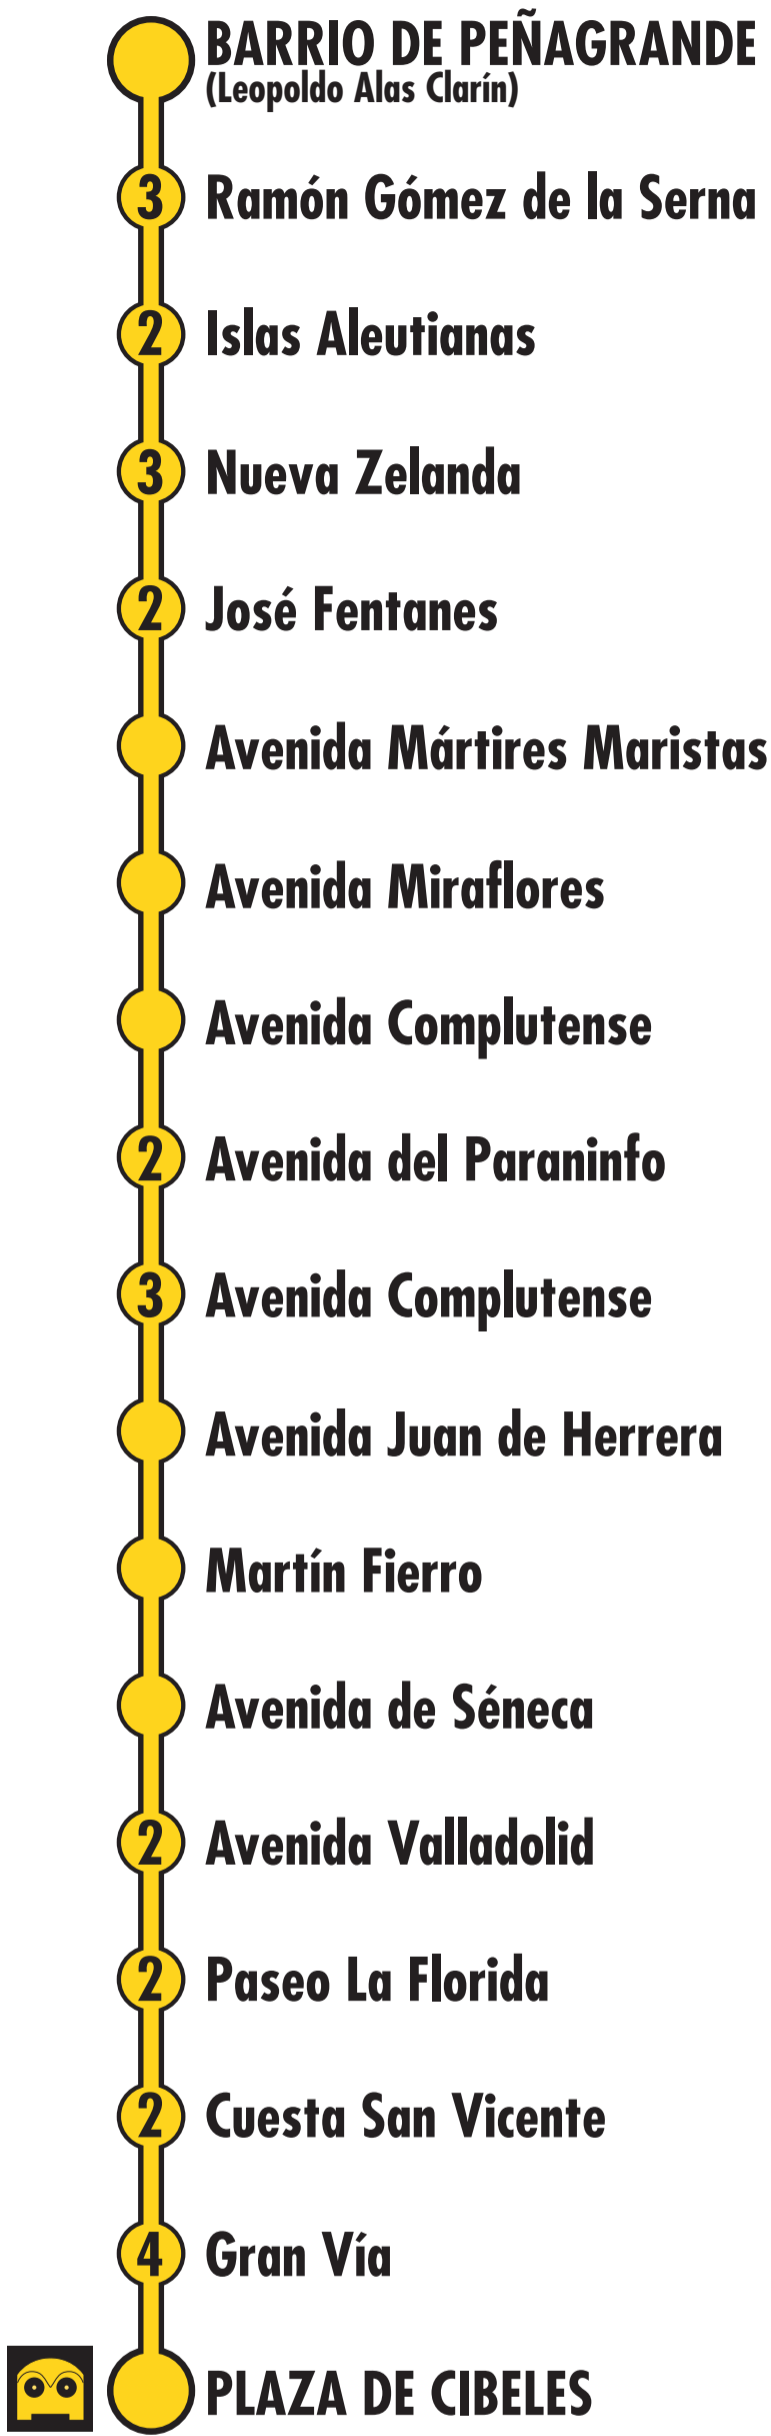 BARRIO DE PEÑAGRANDE
(Leopoldo Alas Clarín)
3 Ramón Gómez de la Serna
2 Islas Aleutianas
3 Nueva Zelanda
2 José Fentanes
Avenida Mártires Maristas
Avenida Miraflores
Avenida Complutense
2 Avenida del Paraninfo
3 Avenida Complutense
Avenida Juan de Herrera
Martín Fierro
Avenida de Séneca
2 Avenida Valladolid
2 Paseo La Florida
2 Cuesta San Vicente
4 Gran Vía
PLAZA DE CIBELES